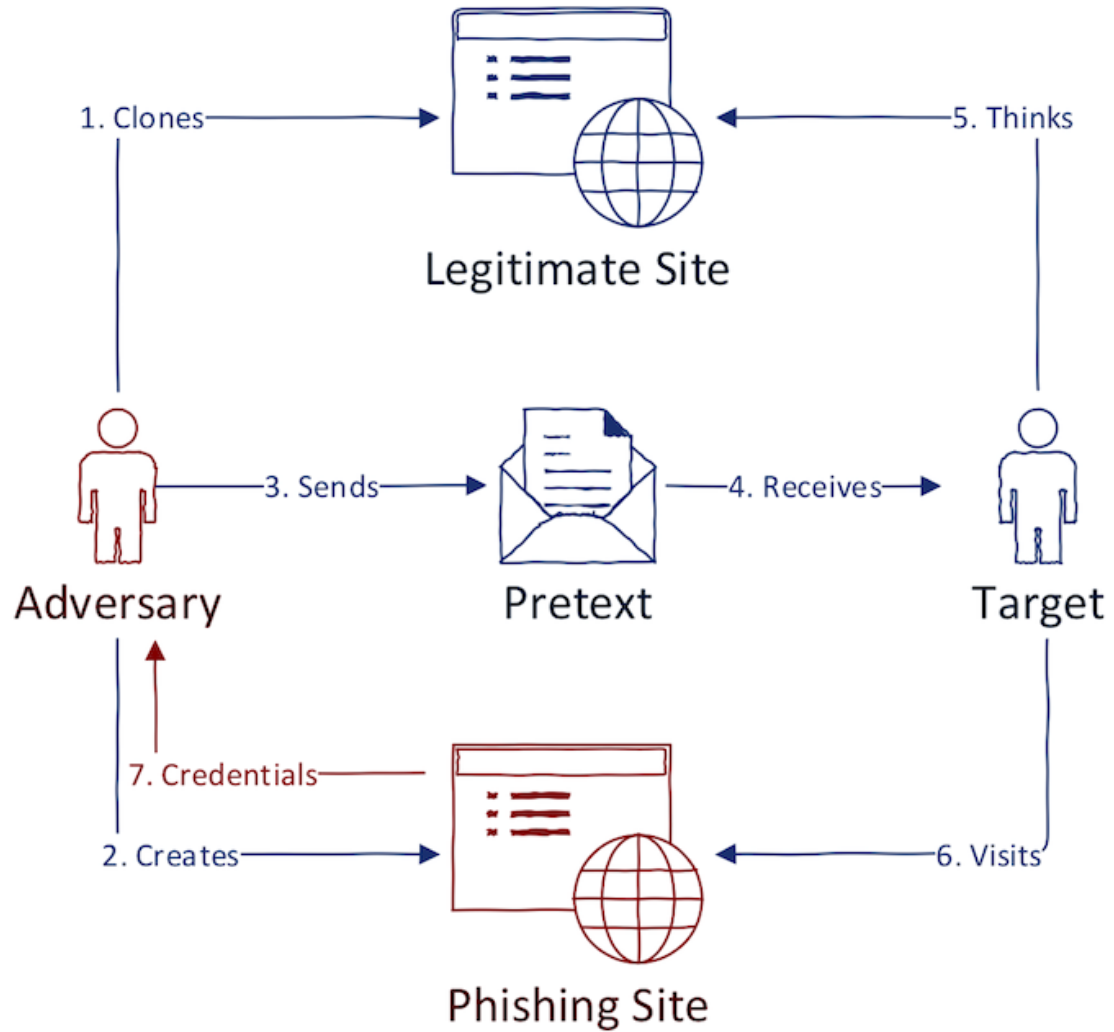 1. Clones
5. Thinks
Legitimate Site
3. Sends
4. Receives
Adversary
Pretext
Target
7. Credentials
2. Creates
6. Visits
Phishing Site